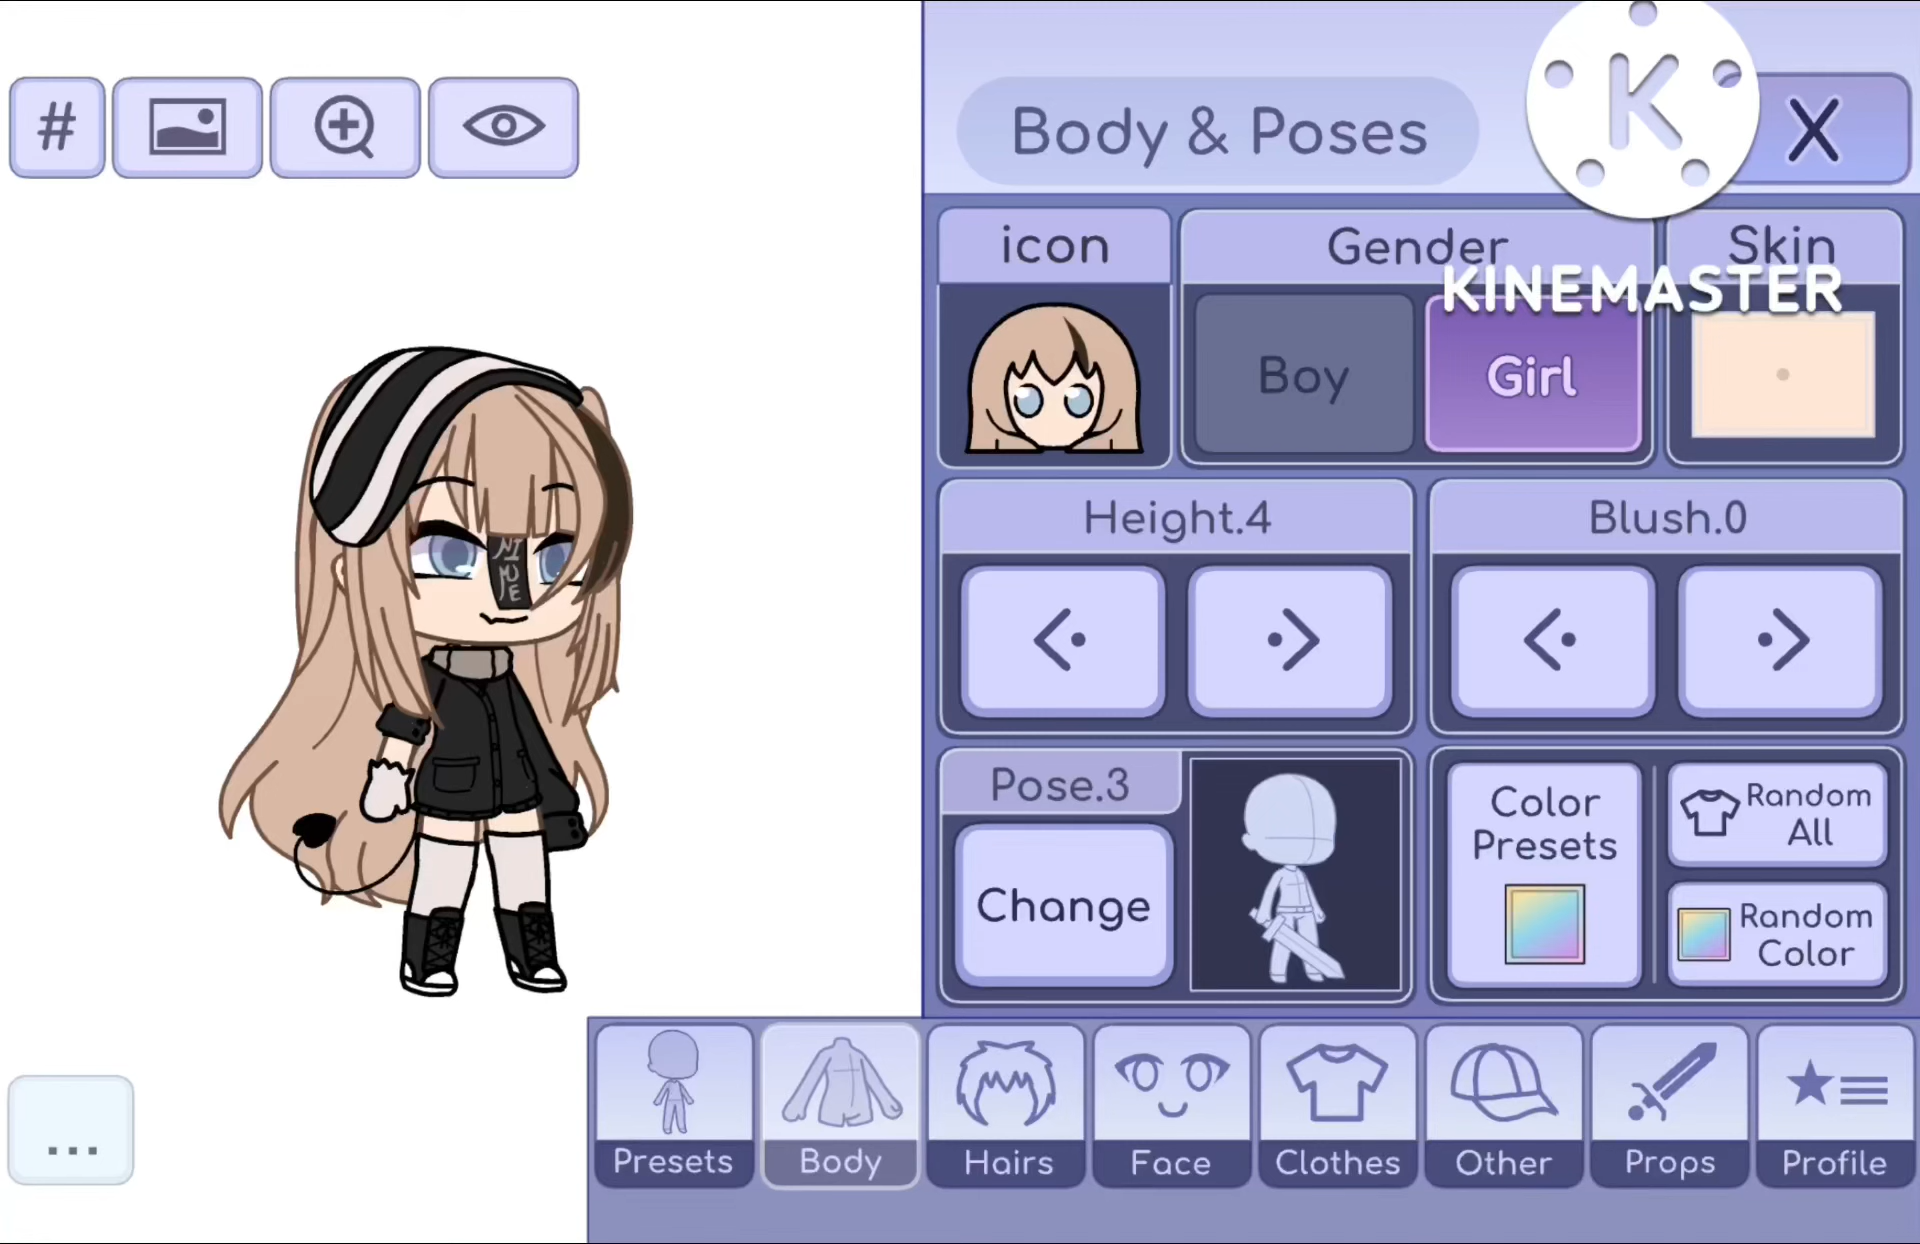 #
Body & Poses
K
X
icon
Gender
Skin
KINEMASTER
Boy
Girl
Height.4
Blush.0
Pose.3
Change
Color
Presets
Random
All
Random
Color
...
Presets
Body
Hairs
Face
Clothes
Other
Props
Profile